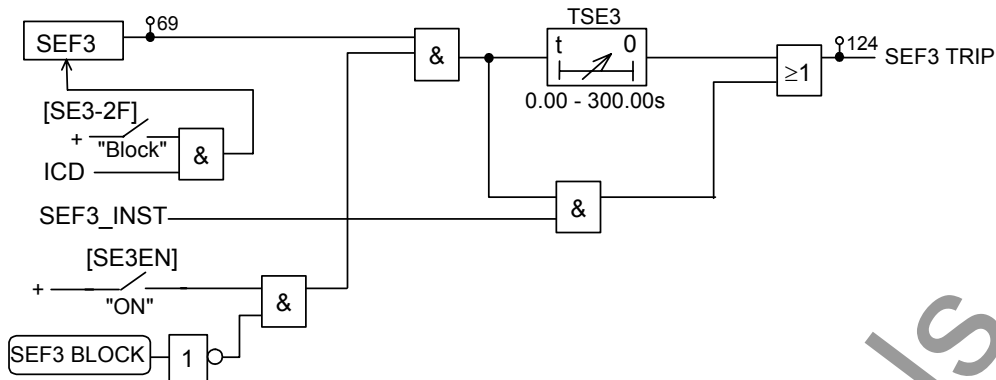 TSE3
69
124
SEF3
&
t 0
≥1
SEF3 TRIP
0.00 - 300.00s
[SE3-2F]
+
"Block"
&
ICD
&
SEF3_INST
[SE3EN]
+
"ON"
&
SEF3 BLOCK
1
ls